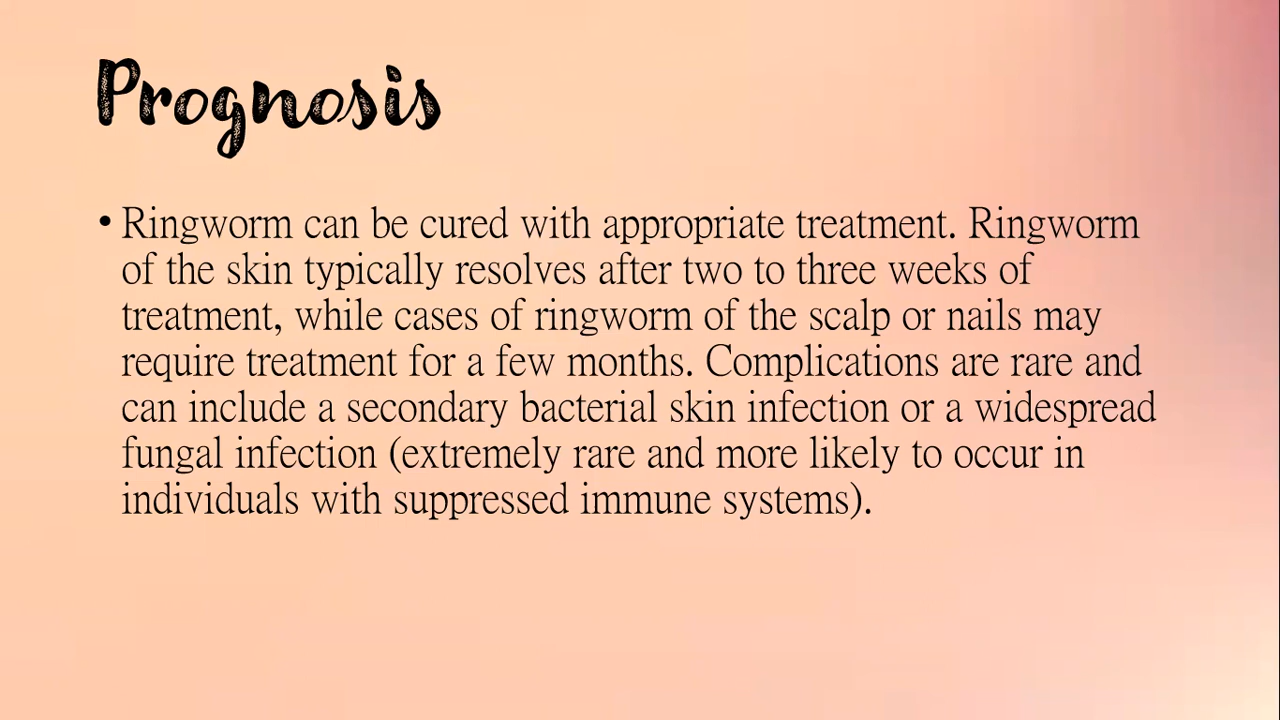 Prognosis
• Ringworm can be cured with appropriate treatment. Ringworm
of the skin typically resolves after two to three weeks of
treatment, while cases of ringworm of the scalp or nails may
require treatment for a few months. Complications are rare and
can include a secondary bacterial skin infection or a widespread
fungal infection (extremely rare and more likely to occur in
individuals with suppressed immune systems).